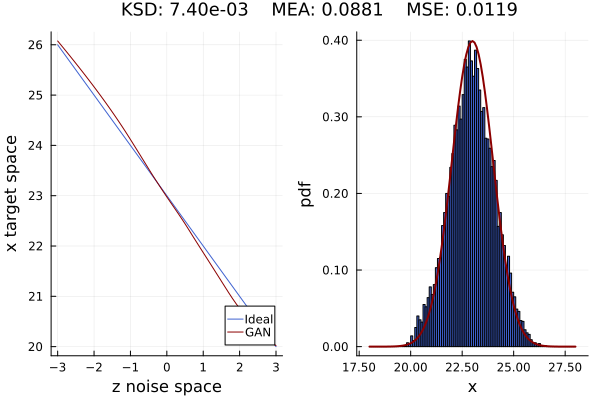 KSD: 7.40e-03 MEA: 0.0881 MSE: 0.0119
x target space
26
25
24
23
22
21
20
Ideal
GAN
−3 −2 −1 0 1 2 3
z noise space
pdf
0.40
0.30
0.20
0.10
0.00
17.50 20.00 22.50 25.00 27.50
x